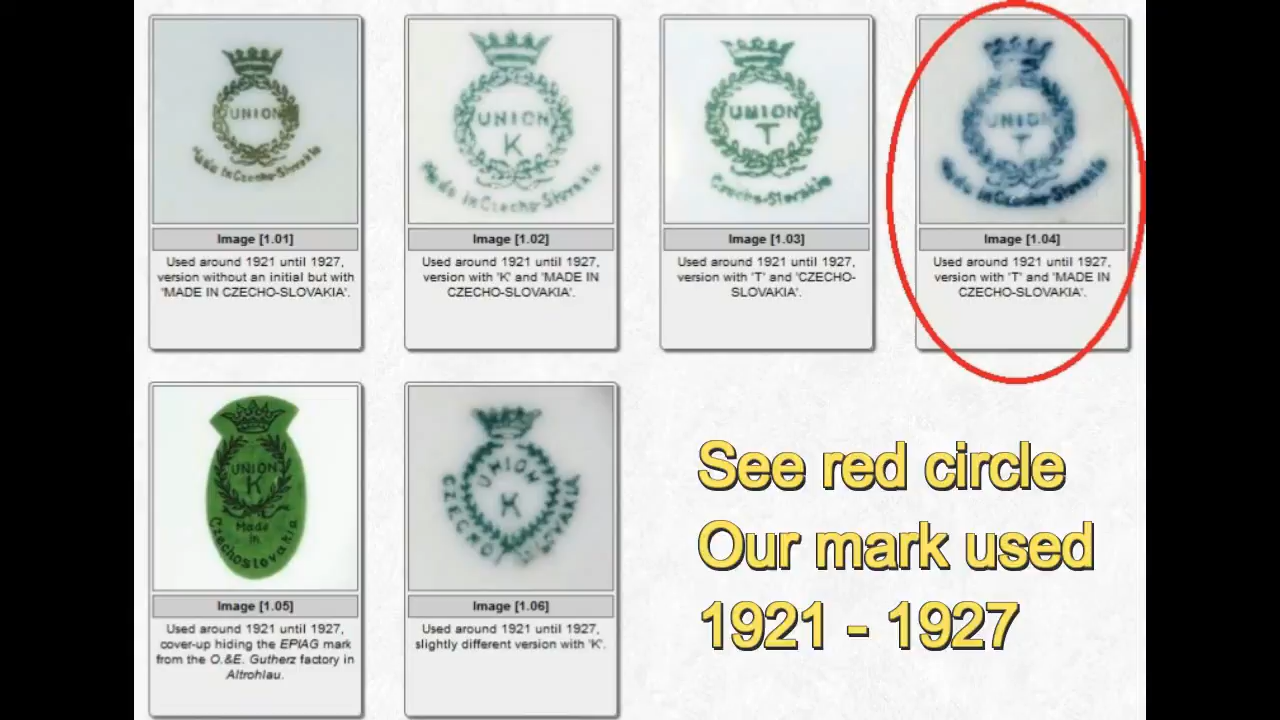 UNION
Made in Czecho-Slovakia
Image [1.01]
Used around 1921 until 1927,
version without an initial but with
'MADE IN CZECHO-SLOVAKIA'.
UNION
K
Made in Czecho-Slovakia
Image [1.02]
Used around 1921 until 1927,
version with 'K' and 'MADE IN
CZECHO-SLOVAKIA'.
UNION
T
Czecho-Slovakia
Image [1.03]
Used around 1921 until 1927,
version with 'T' and 'CZECHO-
SLOVAKIA'.
UNION
T
Made in Czecho-Slovakia
Image [1.04]
Used around 1921 until 1927,
version with 'T' and 'MADE IN
CZECHO-SLOVAKIA'.
UNION
K
Made
in
Czechoslovakia
Image [1.05]
Used around 1921 until 1927,
cover-up hiding the EPIAG mark
from the O.&E. Gutherz factory in
Altrohlau.
UNION
K
CZECHO SLOVAKIA
Image [1.06]
Used around 1921 until 1927,
slightly different version with 'K'.
See red circle
Our mark used
1921 - 1927